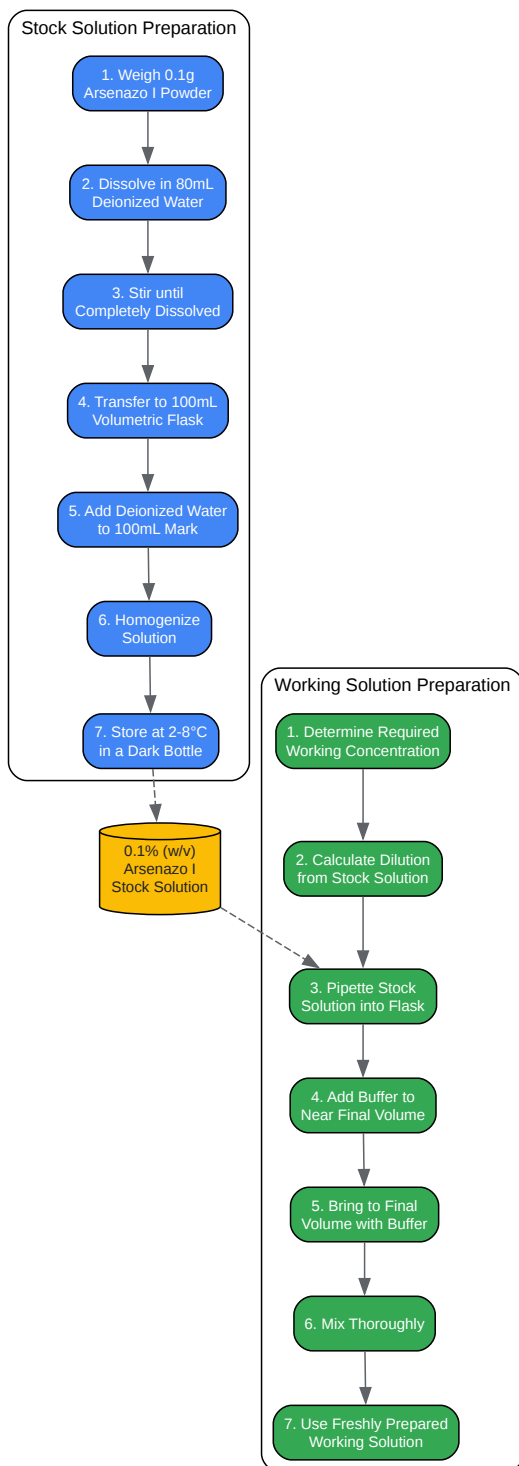 Stock Solution Preparation
1. Weigh 0.1g
Arsenazo I Powder
2. Dissolve in 80mL
Deionized Water
3. Stir until
Completely Dissolved
4. Transfer to 100mL
Volumetric Flask
5. Add Deionized Water
to 100mL Mark
6. Homogenize
Solution
7. Store at 2-8°C
in a Dark Bottle
0.1% (w/v)
Arsenazo I
Stock Solution
Working Solution Preparation
1. Determine Required
Working Concentration
2. Calculate Dilution
from Stock Solution
3. Pipette Stock
Solution into Flask
4. Add Buffer to
Near Final Volume
5. Bring to Final
Volume with Buffer
6. Mix Thoroughly
7. Use Freshly Prepared
Working Solution